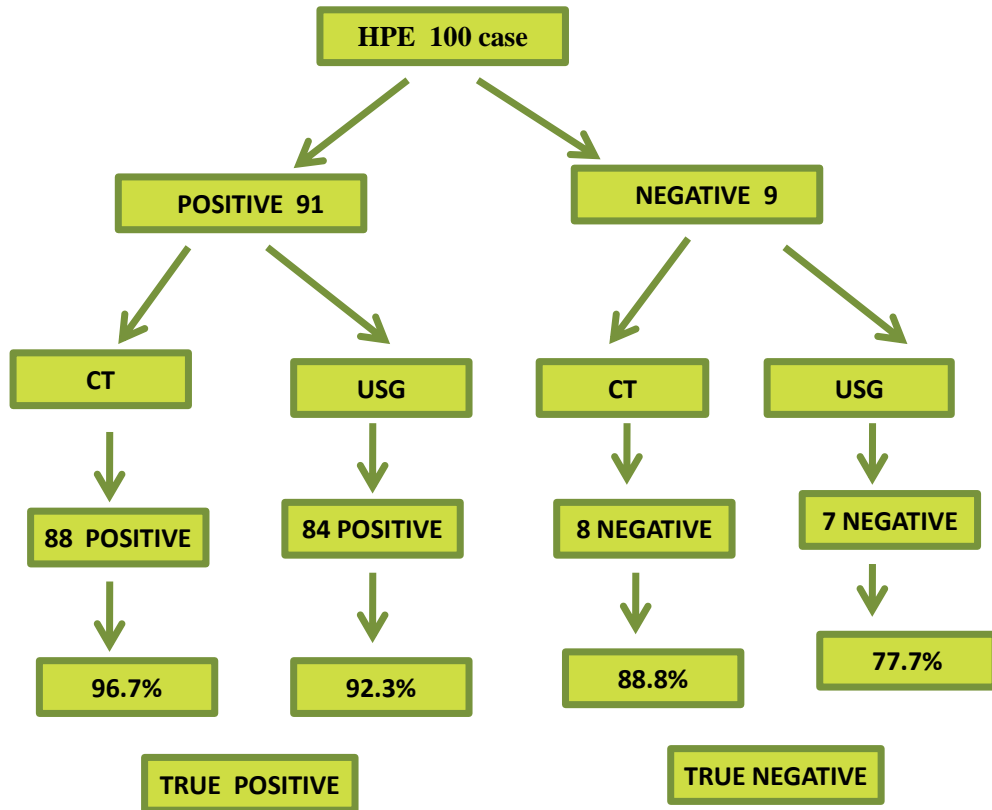 HPE 100 case
POSITIVE 91
NEGATIVE 9
CT
USG
CT
USG
88 POSITIVE
84 POSITIVE
8 NEGATIVE
7 NEGATIVE
96.7%
92.3%
88.8%
77.7%
TRUE POSITIVE
TRUE NEGATIVE